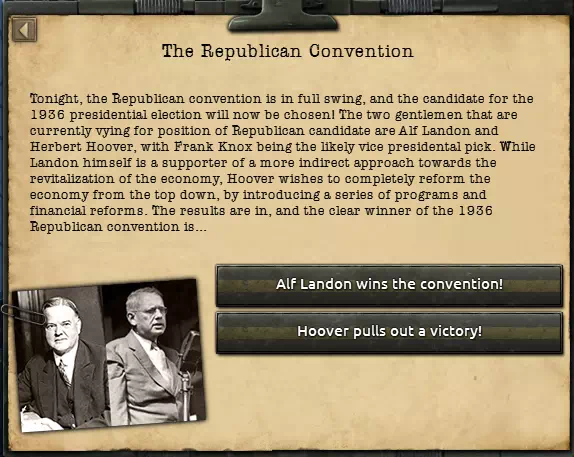 The Republican Convention
Tonight, the Republican convention is in full swing, and the candidate for the
1936 presidential election will now be chosen! The two gentlemen that are
currently vying for position of Republican candidate are Alf Landon and
Herbert Hoover, with Frank Knox being the likely vice presidential pick. While
Landon himself is a supporter of a more indirect approach towards the
revitalization of the economy, Hoover wishes to completely reform the
economy from the top down, by introducing a series of programs and
financial reforms. The results are in, and the clear winner of the 1936
Republican convention is...
Alf Landon wins the convention!
Hoover pulls out a victory!